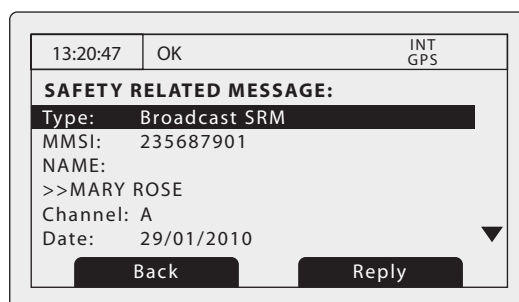 13:20:47 OK INT
GPS
SAFETY RELATED MESSAGE:
Type: Broadcast SRM
MMSI: 235687901
NAME:
>>MARY ROSE
Channel: A
Date: 29/01/2010
Back Reply